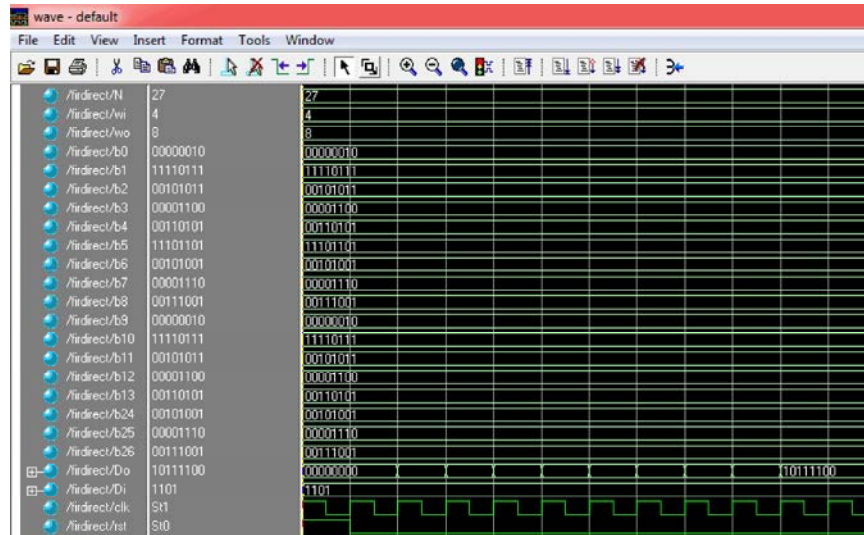 wave - default
File Edit View Insert Format Tools Window
/firdirect/N 27 27
/firdirect/wi 4 4
/firdirect/wo 8 8
/firdirect/b0 00000010 00000010
/firdirect/b1 11110111 11110111
/firdirect/b2 00101011 00101011
/firdirect/b3 00001100 00001100
/firdirect/b4 00110101 00110101
/firdirect/b5 11101101 11101101
/firdirect/b6 00101001 00101001
/firdirect/b7 00001110 00001110
/firdirect/b8 00111001 00111001
/firdirect/b9 00000010 00000010
/firdirect/b10 11110111 11110111
/firdirect/b11 00101011 00101011
/firdirect/b12 00001100 00001100
/firdirect/b13 00110101 00110101
/firdirect/b24 00101001 00101001
/firdirect/b25 00001110 00001110
/firdirect/b26 00111001 00111001
/firdirect/Do 10111100 00000000 10111100
/firdirect/Di 1101 1101
/firdirect/clk St1
/firdirect/rst St0